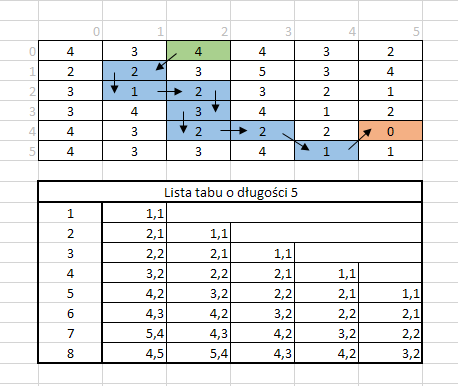 0 1 2 3 4 5
0 4 3 4 4 3 2
1 2 2 3 5 3 4
2 3 1 2 3 2 1
3 3 4 3 4 1 2
4 4 3 2 2 2 0
5 4 3 3 4 1 1
Lista tabu o długości 5
1 1,1
2 2,1 1,1
3 2,2 2,1 1,1
4 3,2 2,2 2,1 1,1
5 4,2 3,2 2,2 2,1 1,1
6 4,3 4,2 3,2 2,2 2,1
7 5,4 4,3 4,2 3,2 2,2
8 4,5 5,4 4,3 4,2 3,2